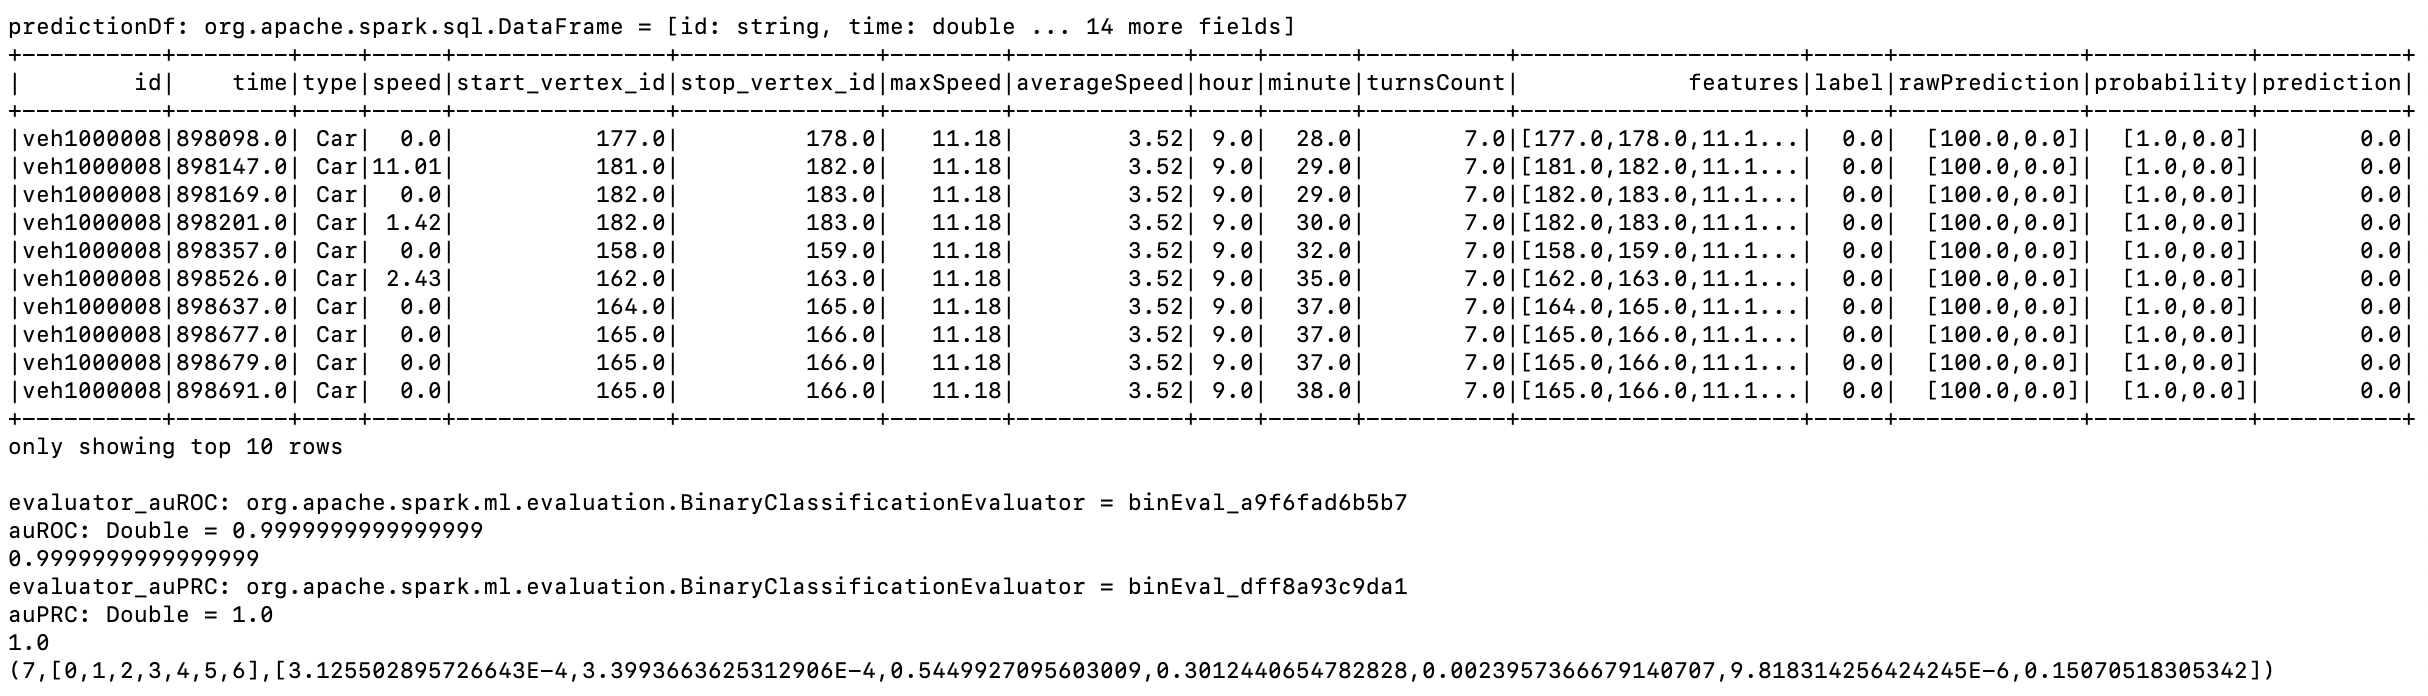 predictionDf: org.apache.spark.sql.DataFrame = [id: string, time: double ... 14 more fields]
+----------+--------+----+-----+---------------+--------------+--------+------------+----+------+----------+--------------------+-----+-------------+-----------+----------+
|        id|    time|type|speed|start_vertex_id|stop_vertex_id|maxSpeed|averageSpeed|hour|minute|turnsCount|            features|label|rawPrediction|probability|prediction|
+----------+--------+----+-----+---------------+--------------+--------+------------+----+------+----------+--------------------+-----+-------------+-----------+----------+
|veh1000008|898098.0| Car|  0.0|          177.0|         178.0|   11.18|        3.52| 9.0|  28.0|       7.0|[177.0,178.0,11.1...|  0.0|  [100.0,0.0]|  [1.0,0.0]|       0.0|
|veh1000008|898147.0| Car|11.01|          181.0|         182.0|   11.18|        3.52| 9.0|  29.0|       7.0|[181.0,182.0,11.1...|  0.0|  [100.0,0.0]|  [1.0,0.0]|       0.0|
|veh1000008|898169.0| Car|  0.0|          182.0|         183.0|   11.18|        3.52| 9.0|  29.0|       7.0|[182.0,183.0,11.1...|  0.0|  [100.0,0.0]|  [1.0,0.0]|       0.0|
|veh1000008|898201.0| Car| 1.42|          182.0|         183.0|   11.18|        3.52| 9.0|  30.0|       7.0|[182.0,183.0,11.1...|  0.0|  [100.0,0.0]|  [1.0,0.0]|       0.0|
|veh1000008|898357.0| Car|  0.0|          158.0|         159.0|   11.18|        3.52| 9.0|  32.0|       7.0|[158.0,159.0,11.1...|  0.0|  [100.0,0.0]|  [1.0,0.0]|       0.0|
|veh1000008|898526.0| Car| 2.43|          162.0|         163.0|   11.18|        3.52| 9.0|  35.0|       7.0|[162.0,163.0,11.1...|  0.0|  [100.0,0.0]|  [1.0,0.0]|       0.0|
|veh1000008|898637.0| Car|  0.0|          164.0|         165.0|   11.18|        3.52| 9.0|  37.0|       7.0|[164.0,165.0,11.1...|  0.0|  [100.0,0.0]|  [1.0,0.0]|       0.0|
|veh1000008|898677.0| Car|  0.0|          165.0|         166.0|   11.18|        3.52| 9.0|  37.0|       7.0|[165.0,166.0,11.1...|  0.0|  [100.0,0.0]|  [1.0,0.0]|       0.0|
|veh1000008|898679.0| Car|  0.0|          165.0|         166.0|   11.18|        3.52| 9.0|  37.0|       7.0|[165.0,166.0,11.1...|  0.0|  [100.0,0.0]|  [1.0,0.0]|       0.0|
|veh1000008|898691.0| Car|  0.0|          165.0|         166.0|   11.18|        3.52| 9.0|  38.0|       7.0|[165.0,166.0,11.1...|  0.0|  [100.0,0.0]|  [1.0,0.0]|       0.0|
+----------+--------+----+-----+---------------+--------------+--------+------------+----+------+----------+--------------------+-----+-------------+-----------+----------+
only showing top 10 rows

evaluator_auROC: org.apache.spark.ml.evaluation.BinaryClassificationEvaluator = binEval_a9f6fad6b5b7
auROC: Double = 0.9999999999999999
0.9999999999999999
evaluator_auPRC: org.apache.spark.ml.evaluation.BinaryClassificationEvaluator = binEval_dff8a93c9da1
auPRC: Double = 1.0
1.0
(7,[0,1,2,3,4,5,6],[3.125502895726643E-4,3.3993663625312906E-4,0.5449927095603009,0.3012440654782828,0.0023957366679140707,9.818314256424245E-6,0.15070518305342])